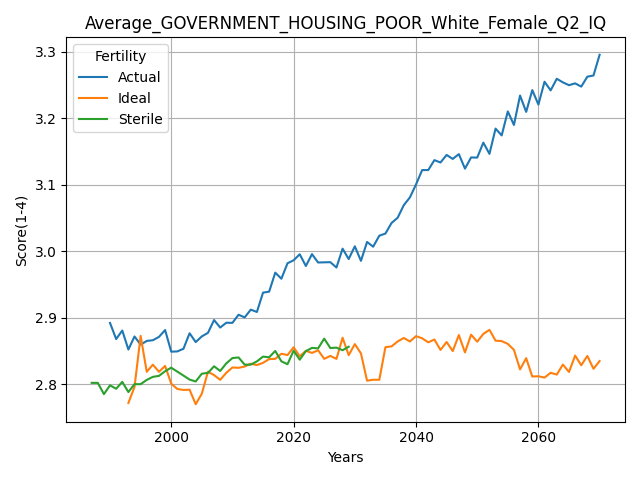 Average_GOVERNMENT_HOUSING_POOR_White_Female_Q2_IQ
Fertility
Actual
Ideal
Sterile
Score(1-4)
3.3
3.2
3.1
3.0
2.9
2.8
2000
2020
2040
2060
Years